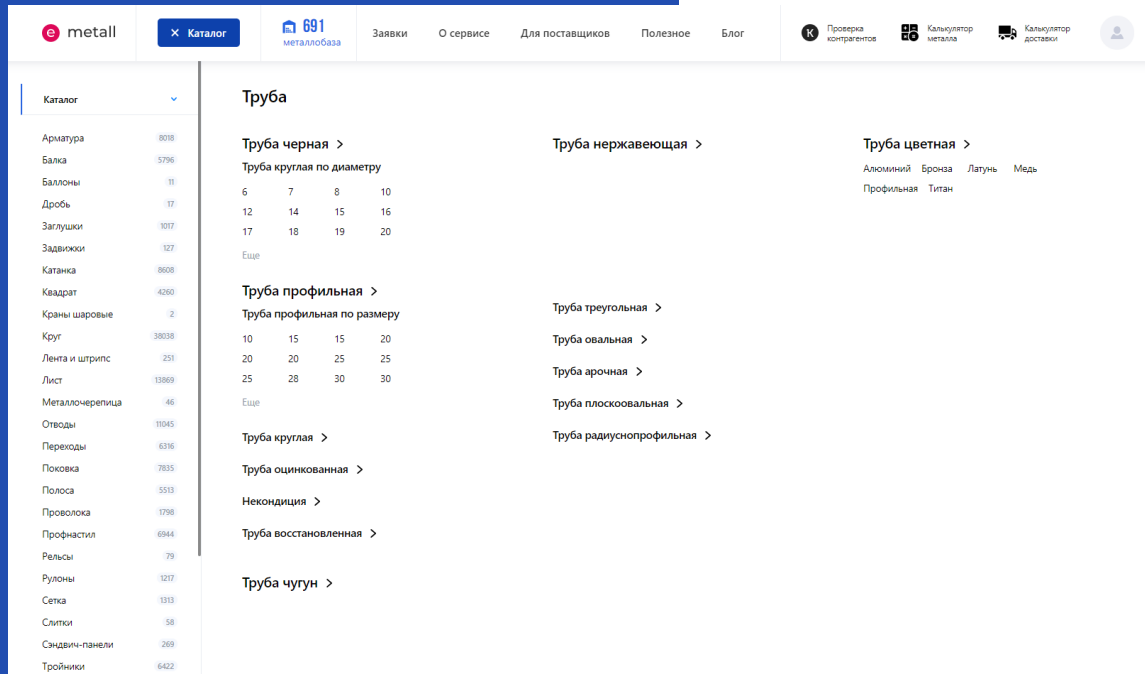 e metall
Каталог
691
металлобаза
Заявки
О сервисе
Для поставщиков
Полезное
Блог
К
Проверка
контрагентов
Калькулятор
металла
Калькулятор
доставки
Каталог
Арматура 8018
Балка 5796
Баллоны 11
Дробь 17
Заглушки 1017
Задвижки 127
Катанка 8608
Квадрат 4260
Краны шаровые 2
Круг 38038
Лента и штрипс 251
Лист 13869
Металлочерепица 46
Отводы 11045
Переходы 6316
Поковка 7835
Полоса 5513
Проволока 1798
Профнастил 6944
Рельсы 79
Рулоны 1217
Сетка 1313
Слитки 58
Сэндвич-панели 269
Тройники 6422
Труба
Труба черная >
Труба круглая по диаметру
6 7 8 10
12 14 15 16
17 18 19 20
Еще
Труба профильная >
Труба профильная по размеру
10 15 15 20
20 20 25 25
25 28 30 30
Еще
Труба круглая >
Труба оцинкованная >
Некондиция >
Труба восстановленная >
Труба чугун >
Труба нержавеющая >
Труба треугольная >
Труба овальная >
Труба арочная >
Труба плоскоовальная >
Труба радиуснопрофильная >
Труба цветная >
Алюминий Бронза Латунь Медь
Профильная Титан